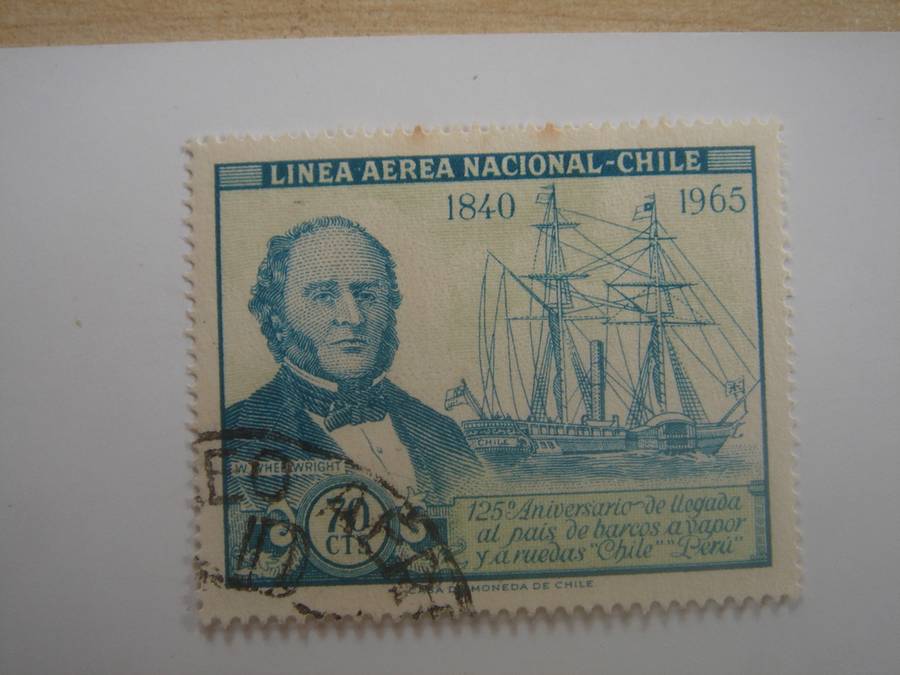 LINEA AEREA NACIONAL-CHILE
1840 1965
CHILE
W. WHEELWRIGHT
70
CTS
125º Aniversario de llegada
al país de barcos a vapor
y a ruedas "Chile" "Perú"
CASA DE MONEDA DE CHILE